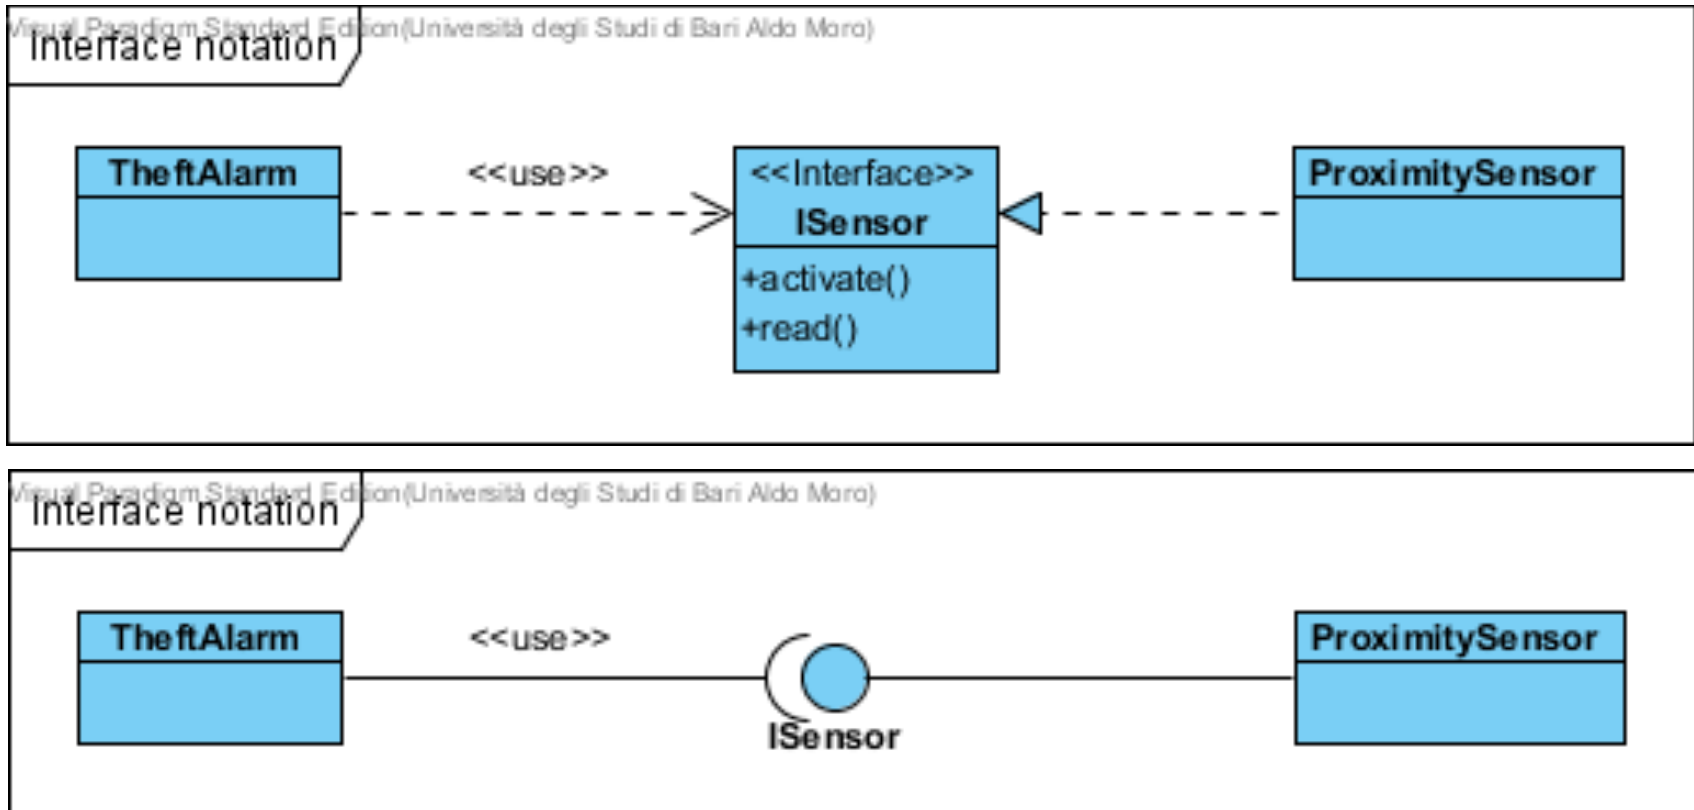 Visual Paradigm Standard Edition(Università degli Studi di Bari Aldo Moro)
Interface notation
TheftAlarm
<<use>>
<<Interface>>
ISensor
+activate()
+read()
ProximitySensor
Visual Paradigm Standard Edition(Università degli Studi di Bari Aldo Moro)
Interface notation
TheftAlarm
<<use>>
ISensor
ProximitySensor